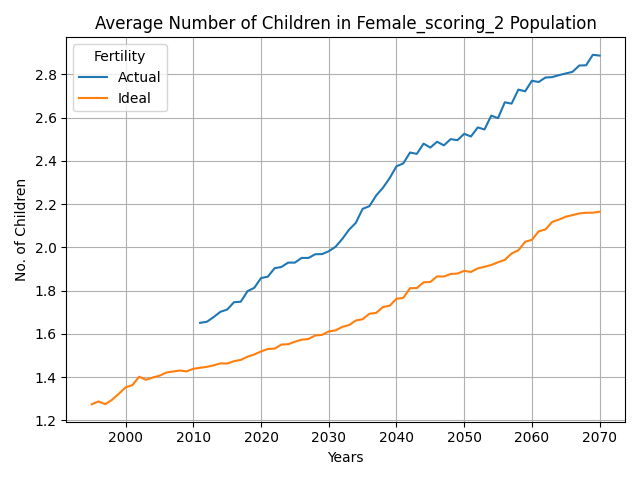 Average Number of Children in Female_scoring_2 Population
Fertility
Actual
Ideal
No. of Children
2.8
2.6
2.4
2.2
2.0
1.8
1.6
1.4
1.2
2000 2010 2020 2030 2040 2050 2060 2070
Years